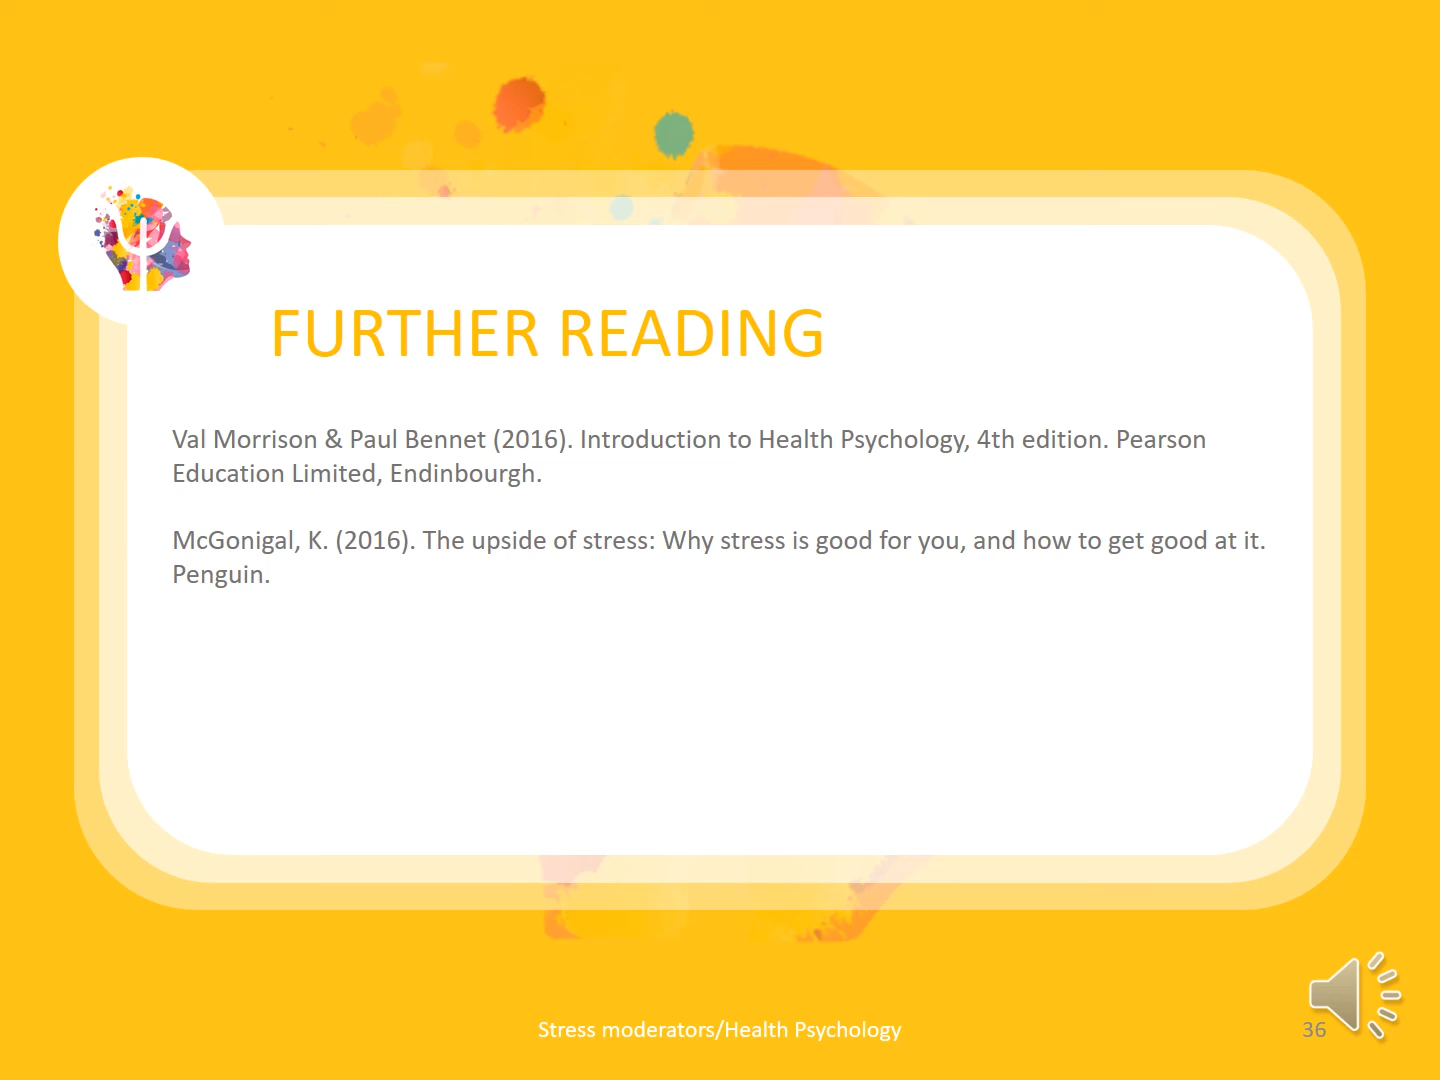 FURTHER READING
Val Morrison & Paul Bennet (2016). Introduction to Health Psychology, 4th edition. Pearson
Education Limited, Endinbourgh.
McGonigal, K. (2016). The upside of stress: Why stress is good for you, and how to get good at it.
Penguin.
Stress moderators/Health Psychology
36